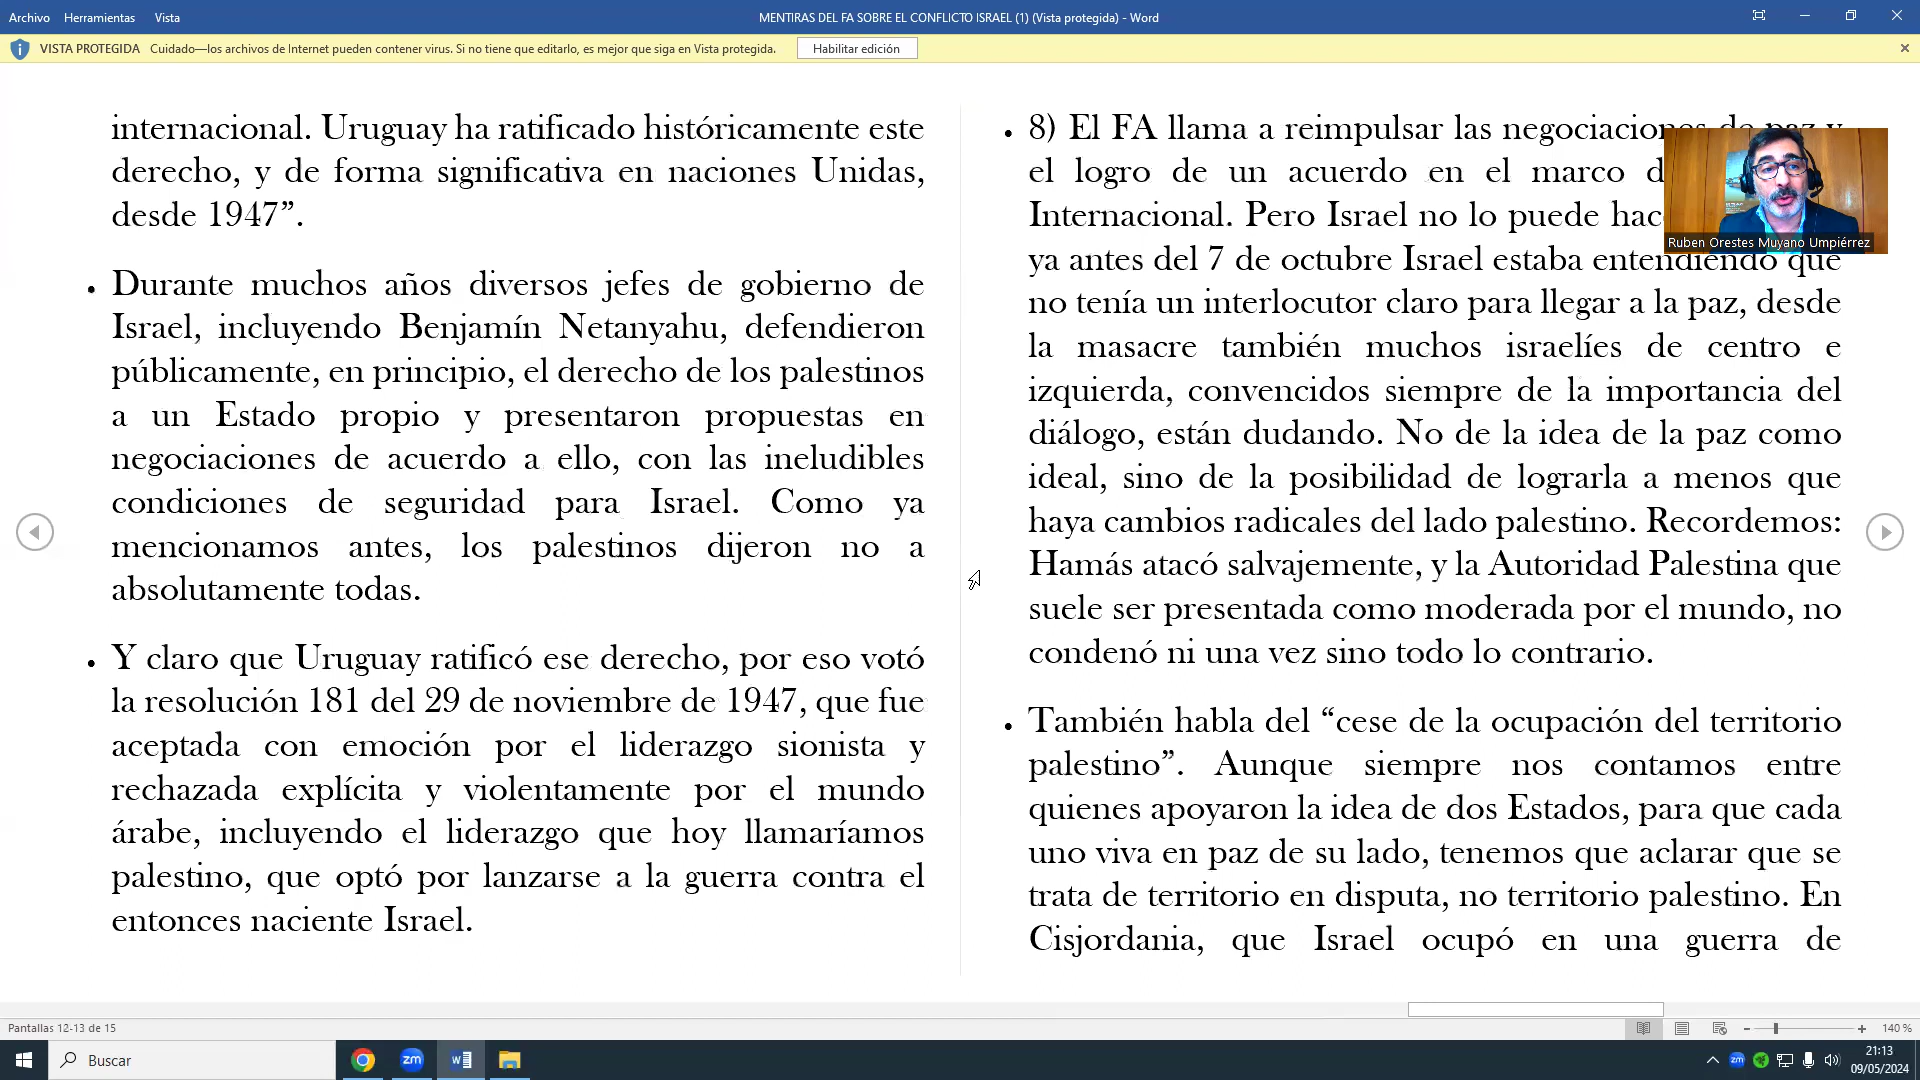 Archivo Herramientas Vista
MENTIRAS DEL FA SOBRE EL CONFLICTO ISRAEL (1) (Vista protegida) - Word
VISTA PROTEGIDA Cuidado—los archivos de Internet pueden contener virus. Si no tiene que editarlo, es mejor que siga en Vista protegida. Habilitar edición
internacional. Uruguay ha ratificado históricamente este
derecho, y de forma significativa en naciones Unidas,
desde 1947”.
• Durante muchos años diversos jefes de gobierno de
Israel, incluyendo Benjamín Netanyahu, defendieron
públicamente, en principio, el derecho de los palestinos
a un Estado propio y presentaron propuestas en
negociaciones de acuerdo a ello, con las ineludibles
condiciones de seguridad para Israel. Como ya
mencionamos antes, los palestinos dijeron no a
absolutamente todas.
• Y claro que Uruguay ratificó ese derecho, por eso votó
la resolución 181 del 29 de noviembre de 1947, que fue
aceptada con emoción por el liderazgo sionista y
rechazada explícita y violentamente por el mundo
árabe, incluyendo el liderazgo que hoy llamaríamos
palestino, que optó por lanzarse a la guerra contra el
entonces naciente Israel.
• 8) El FA llama a reimpulsar las negociaciones de paz y
el logro de un acuerdo en el marco
Internacional. Pero Israel no lo puede
ya antes del 7 de octubre Israel estaba entendiendo que
no tenía un interlocutor claro para llegar a la paz, desde
la masacre también muchos israelíes de centro e
izquierda, convencidos siempre de la importancia del
diálogo, están dudando. No de la idea de la paz como
ideal, sino de la posibilidad de lograrla a menos que
haya cambios radicales del lado palestino. Recordemos:
Hamás atacó salvajemente, y la Autoridad Palestina que
suele ser presentada como moderada por el mundo, no
condenó ni una vez sino todo lo contrario.
• También habla del “cese de la ocupación del territorio
palestino”. Aunque siempre nos contamos entre
quienes apoyaron la idea de dos Estados, para que cada
uno viva en paz de su lado, tenemos que aclarar que se
trata de territorio en disputa, no territorio palestino. En
Cisjordania, que Israel ocupó en una guerra de
Ruben Orestes Muyano Umpiérrez
Pantallas 12-13 de 15
140 %
Buscar
zm
zm
21:13
09/05/2024